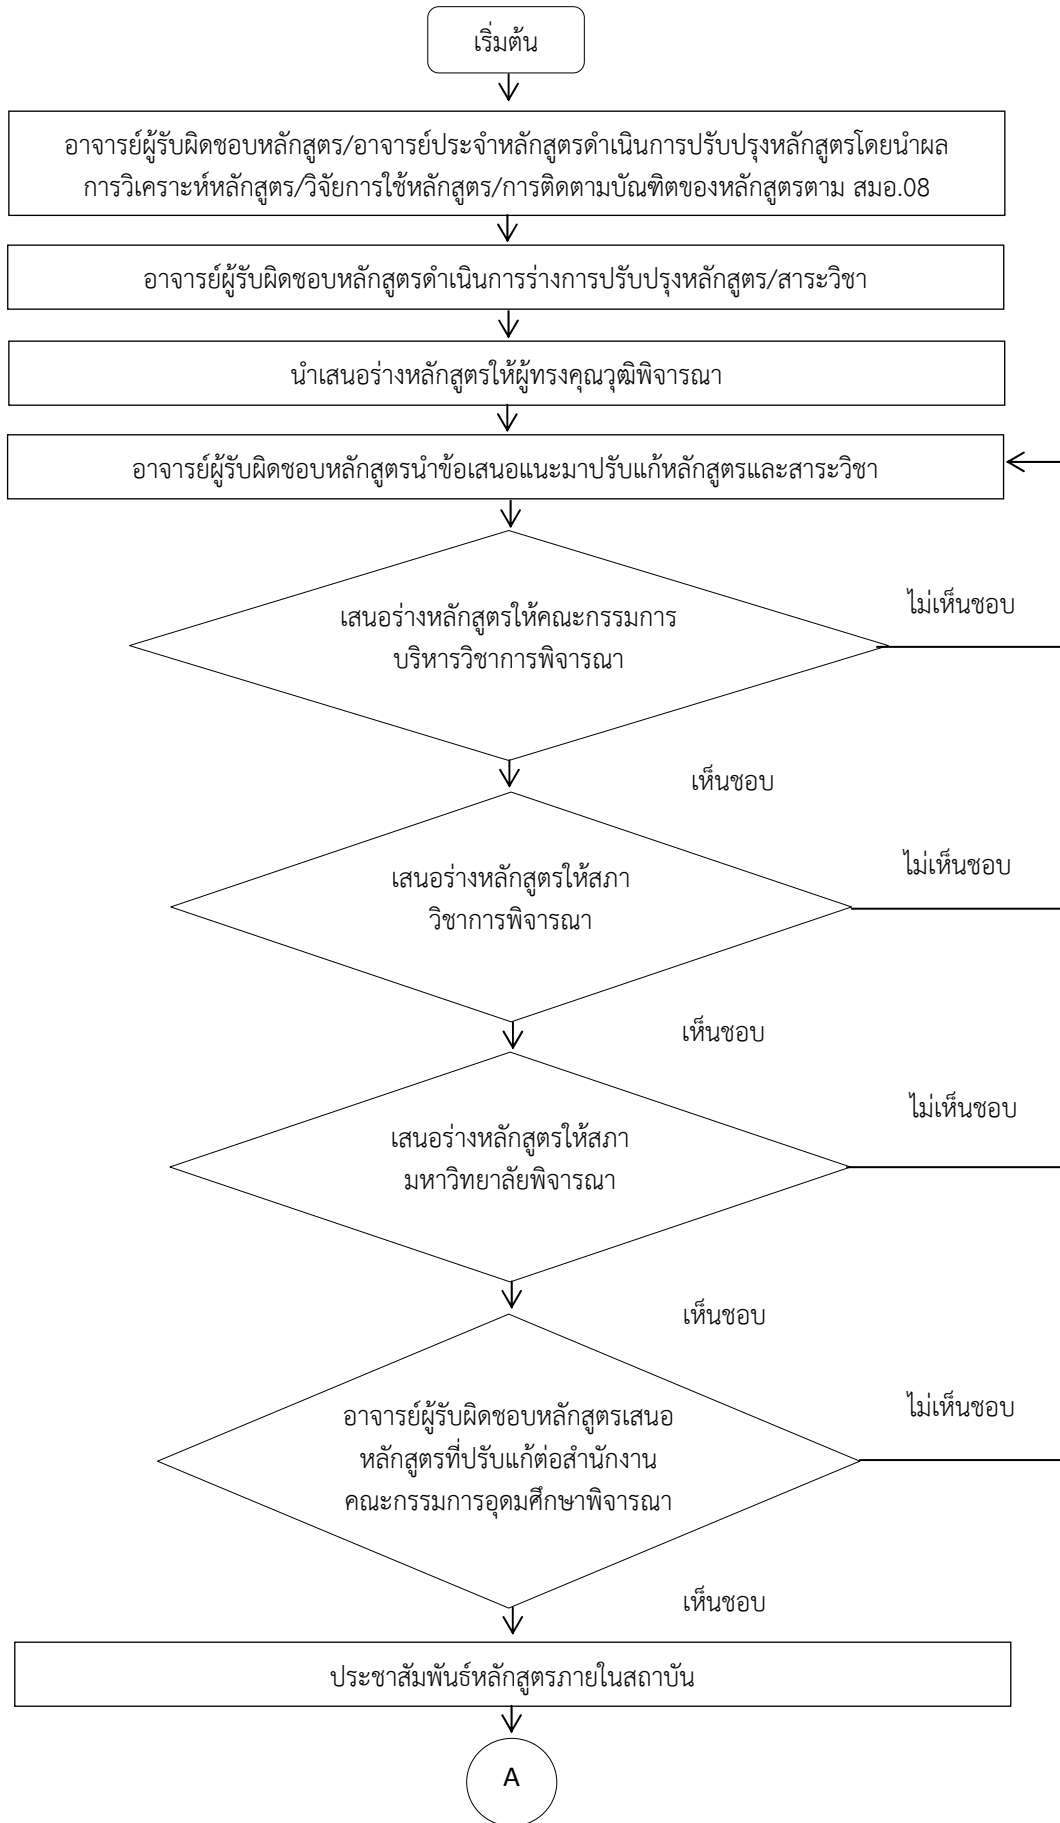 เริ่มต้น
อาจารย์ผู้รับผิดชอบหลักสูตร/อาจารย์ประจำหลักสูตรดำเนินการปรับปรุงหลักสูตรโดยนำผล
การวิเคราะห์หลักสูตร/วิจัยการใช้หลักสูตร/การติดตามบัณฑิตของหลักสูตรตาม สมอ.08
อาจารย์ผู้รับผิดชอบหลักสูตรดำเนินการร่างการปรับปรุงหลักสูตร/สาระวิชา
นำเสนอร่างหลักสูตรให้ผู้ทรงคุณวุฒิพิจารณา
อาจารย์ผู้รับผิดชอบหลักสูตรนำข้อเสนอแนะมาปรับแก้หลักสูตรและสาระวิชา
เสนอร่างหลักสูตรให้คณะกรรมการ
บริหารวิชาการพิจารณา
ไม่เห็นชอบ
เห็นชอบ
เสนอร่างหลักสูตรให้สภา
วิชาการพิจารณา
ไม่เห็นชอบ
เห็นชอบ
เสนอร่างหลักสูตรให้สภา
มหาวิทยาลัยพิจารณา
ไม่เห็นชอบ
เห็นชอบ
อาจารย์ผู้รับผิดชอบหลักสูตรเสนอ
หลักสูตรที่ปรับแก้ต่อสำนักงาน
คณะกรรมการอุดมศึกษาพิจารณา
ไม่เห็นชอบ
เห็นชอบ
ประชาสัมพันธ์หลักสูตรภายในสถาบัน
A